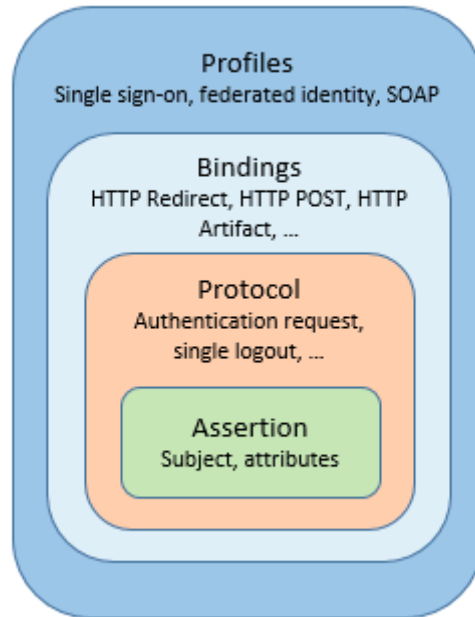 Profiles
Single sign-on, federated identity, SOAP
Bindings
HTTP Redirect, HTTP POST, HTTP
Artifact, ...
Protocol
Authentication request,
single logout, ...
Assertion
Subject, attributes